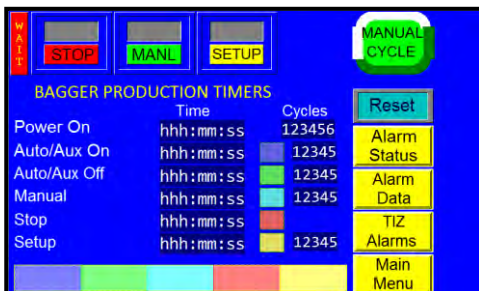 WAIT
STOP
MANL
SETUP
MANUAL
CYCLE
BAGGER PRODUCTION TIMERS
Time Cycles
Power On hhh:mm:ss 123456
Auto/Aux On hhh:mm:ss 12345
Auto/Aux Off hhh:mm:ss 12345
Manual hhh:mm:ss 12345
Stop hhh:mm:ss
Setup hhh:mm:ss 12345
Reset
Alarm
Status
Alarm
Data
TIZ
Alarms
Main
Menu